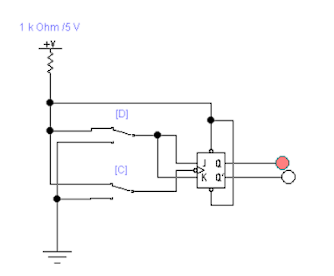 1 k Ohm /5 V
+V
[D]
[C]
J Q
K Q'